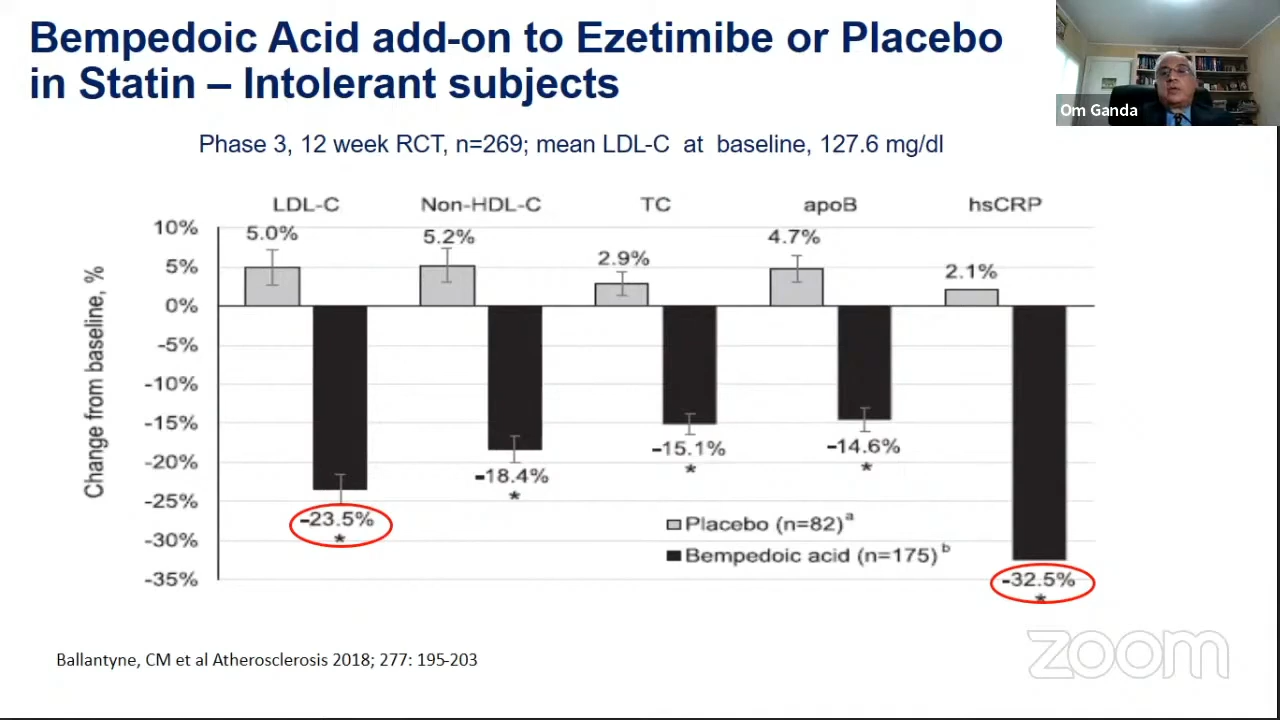 Bempedoic Acid add-on to Ezetimibe or Placebo
in Statin – Intolerant subjects
Om Ganda
Phase 3, 12 week RCT, n=269; mean LDL-C at baseline, 127.6 mg/dl
LDL-C Non-HDL-C TC apoB hsCRP
Change from baseline, %
10%
5%
0%
-5%
-10%
-15%
-20%
-25%
-30%
-35%
5.0% 5.2% 2.9% 4.7% 2.1%
-23.5% -18.4% -15.1% -14.6% -32.5%
* * * * *
Placebo (n=82)a
Bempedoic acid (n=175)b
Ballantyne, CM et al Atherosclerosis 2018; 277: 195-203
zoom